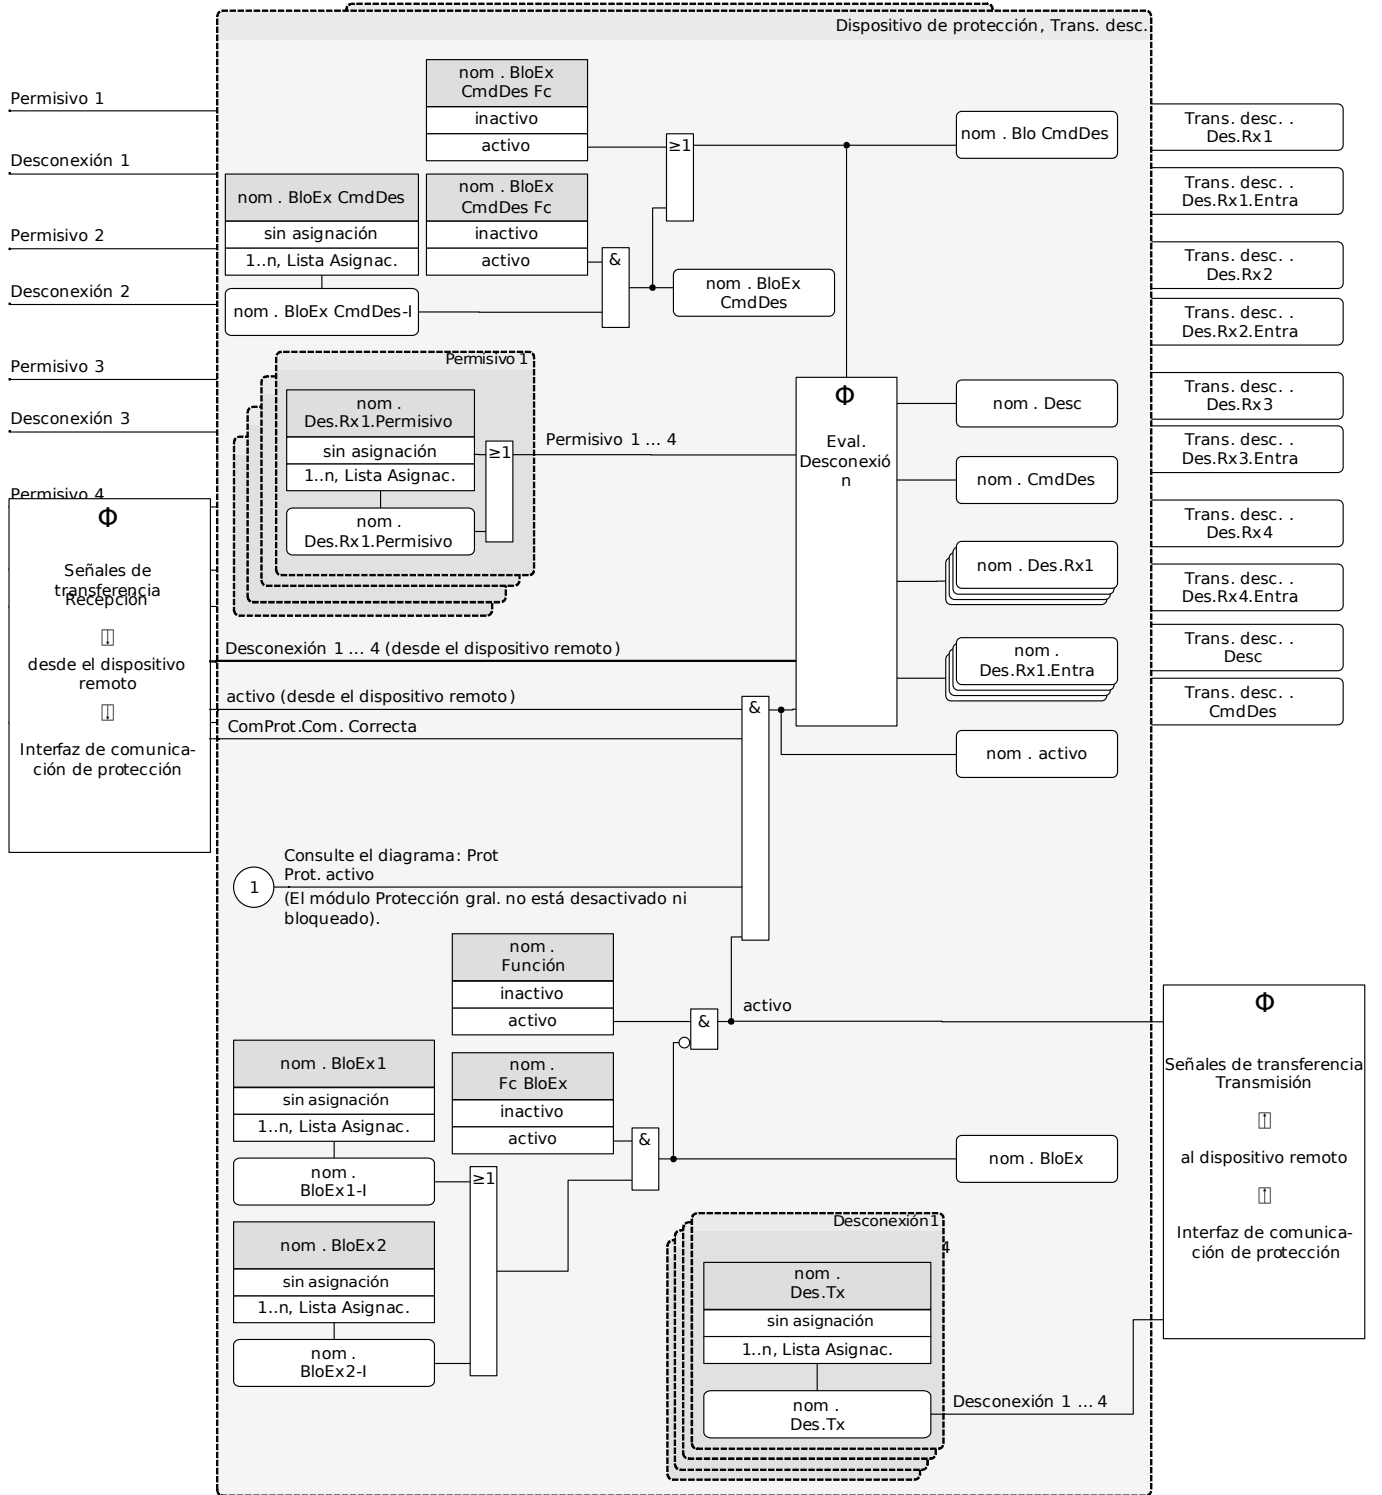 Dispositivo de protección, Trans. desc.
Permisivo 1
Desconexión 1
Permisivo 2
Desconexión 2
Permisivo 3
Desconexión 3
Permisivo 4
Φ
Señales de
transferencia
Recepción
desde el dispositivo
remoto
Interfaz de comunica-
ción de protección
nom . BloEx
CmdDes Fc
inactivo
activo
≥1
nom . Blo CmdDes
nom . BloEx CmdDes
sin asignación
1..n, Lista Asignac.
nom . BloEx CmdDes-I
nom . BloEx
CmdDes Fc
inactivo
activo
&
nom . BloEx
CmdDes
Permisivo 1
nom .
Des.Rx1.Permisivo
sin asignación
1..n, Lista Asignac.
nom .
Des.Rx1.Permisivo
≥1
Permisivo 1 ... 4
Φ
Eval.
Desconexió
n
nom . Desc
nom . CmdDes
nom . Des.Rx1
nom .
Des.Rx1.Entra
nom . activo
Desconexión 1 ... 4 (desde el dispositivo remoto)
activo (desde el dispositivo remoto)
ComProt.Com. Correcta
&
1
Consulte el diagrama: Prot
Prot. activo
(El módulo Protección gral. no está desactivado ni
bloqueado).
nom .
Función
inactivo
activo
&
activo
nom . BloEx1
sin asignación
1..n, Lista Asignac.
nom .
BloEx1-I
nom .
Fc BloEx
inactivo
activo
&
nom . BloEx
≥1
nom . BloEx2
sin asignación
1..n, Lista Asignac.
nom .
BloEx2-I
Desconexión1
4
nom .
Des.Tx
sin asignación
1..n, Lista Asignac.
nom .
Des.Tx
Desconexión 1 ... 4
Trans. desc. .
Des.Rx1
Trans. desc. .
Des.Rx1.Entra
Trans. desc. .
Des.Rx2
Trans. desc. .
Des.Rx2.Entra
Trans. desc. .
Des.Rx3
Trans. desc. .
Des.Rx3.Entra
Trans. desc. .
Des.Rx4
Trans. desc. .
Des.Rx4.Entra
Trans. desc. .
Desc
Trans. desc. .
CmdDes
Φ
Señales de transferencia
Transmisión
al dispositivo remoto
Interfaz de comunica-
ción de protección